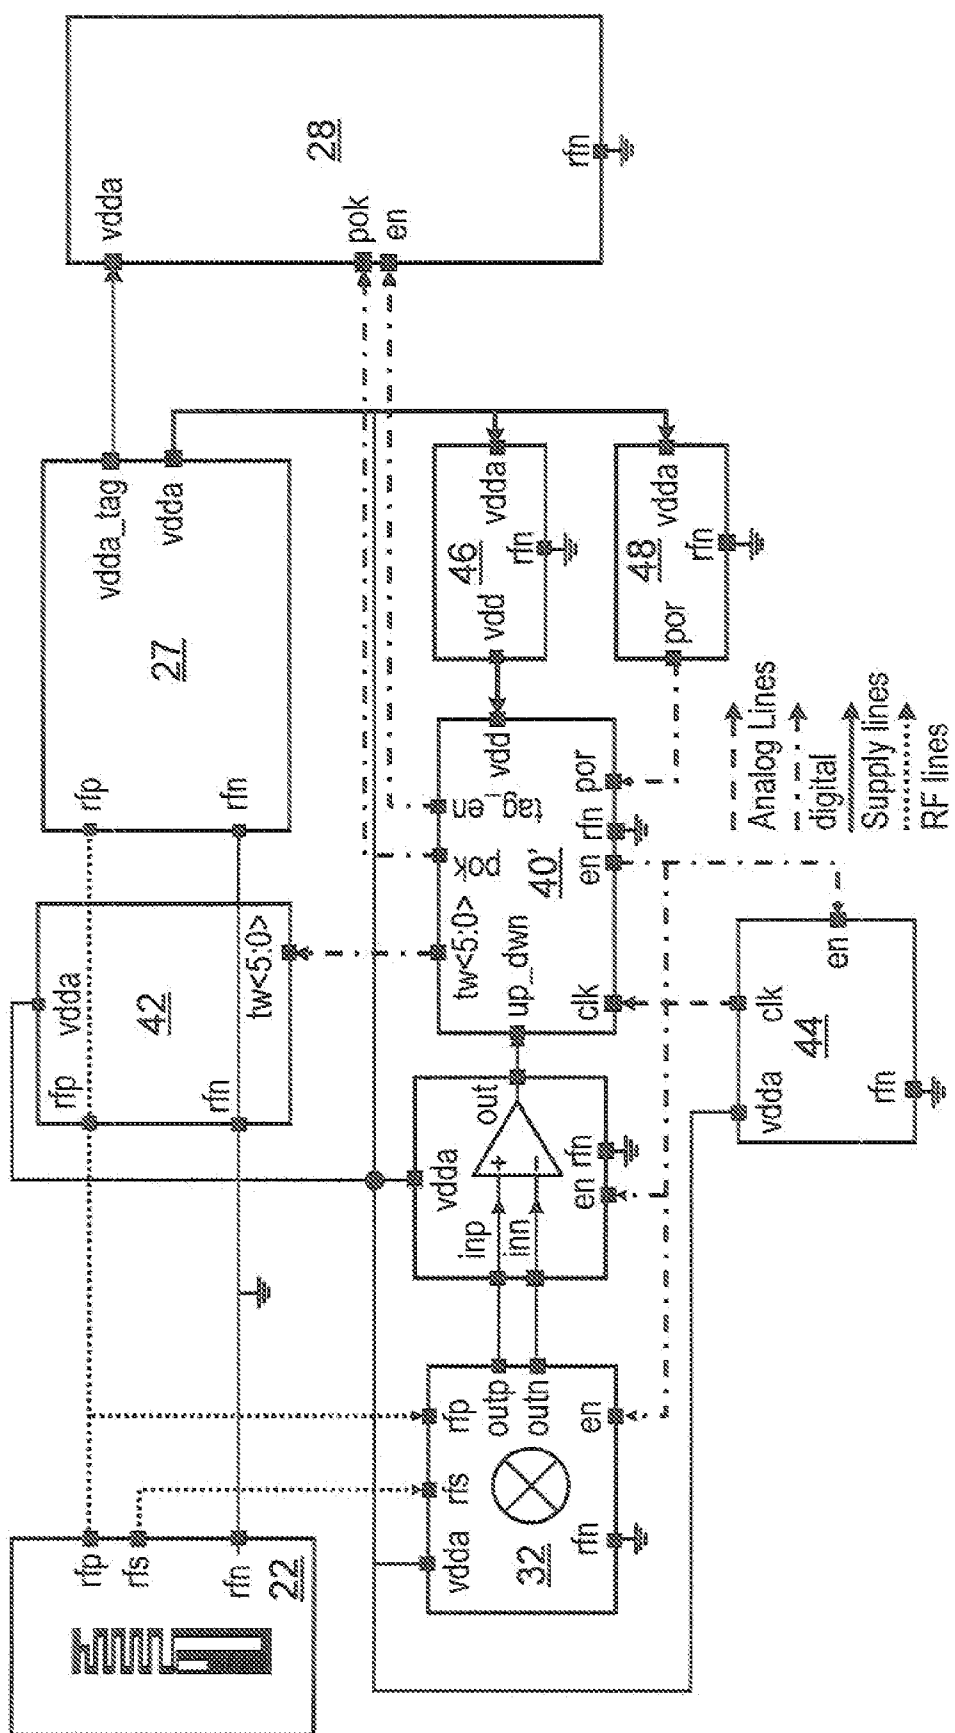 rfp
rfs
rfn
22
rfp
vdda
42
rfn
tw<5:0>
rfp
rfn
27
vdda_tag
vdda
vdda
28
pok
en
rfn
vdda
rfs
rfp
outp
outn
32
rfn
en
vdda
inp
inn
+
−
out
en
rfn
tw<5:0>
pok
tag_
en
vdd
up_dwn
40'
clk
en
rfn
por
vdd
46
vdda
rfn
por
48
vdda
rfn
vdda
clk
44
en
rfn
Analog Lines
digital
Supply lines
RF lines